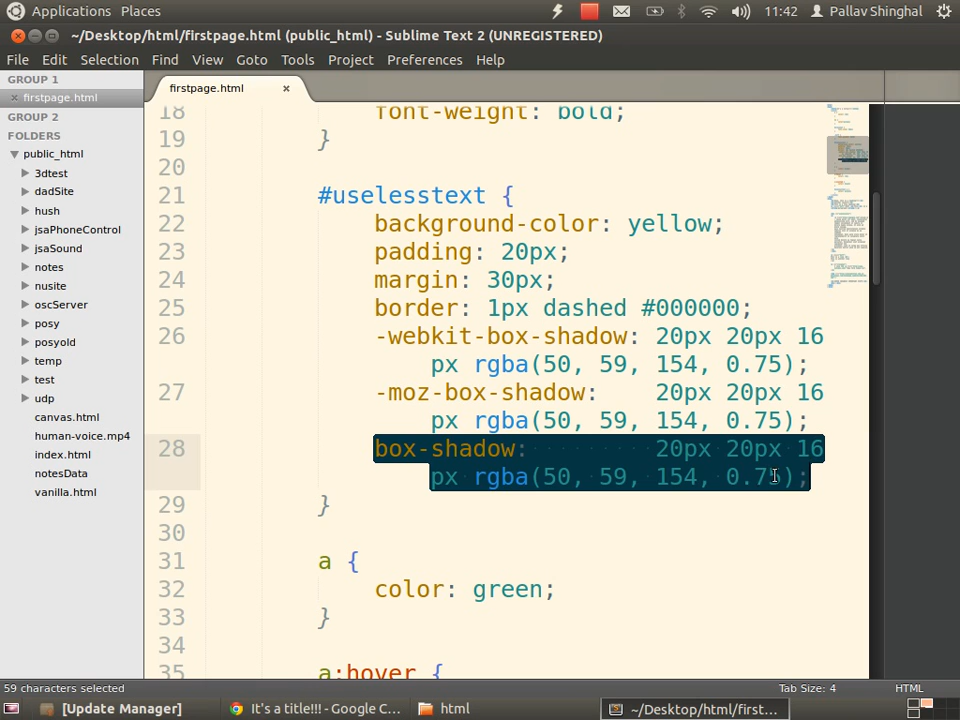 Applications Places
11:42 Pallav Shinghal
~/Desktop/html/firstpage.html (public_html) - Sublime Text 2 (UNREGISTERED)
File Edit Selection Find View Goto Tools Project Preferences Help
GROUP 1
firstpage.html
GROUP 2
FOLDERS
public_html
3dtest
dadSite
hush
jsaPhoneControl
jsaSound
notes
nusite
oscServer
posy
posyold
temp
test
udp
canvas.html
human-voice.mp4
index.html
notesData
vanilla.html
firstpage.html
18 font-weight: bold;
19 }
20
21 #uselesstext {
22 background-color: yellow;
23 padding: 20px;
24 margin: 30px;
25 border: 1px dashed #000000;
26 -webkit-box-shadow: 20px 20px 16
px rgba(50, 59, 154, 0.75);
27 -moz-box-shadow: 20px 20px 16
px rgba(50, 59, 154, 0.75);
28 box-shadow: 20px 20px 16
px rgba(50, 59, 154, 0.75);
29 }
30
31 a {
32 color: green;
33 }
34
35 a:hover {
59 characters selected
Tab Size: 4
HTML
[Update Manager]
It's a title!!! - Google C...
html
~/Desktop/html/first...